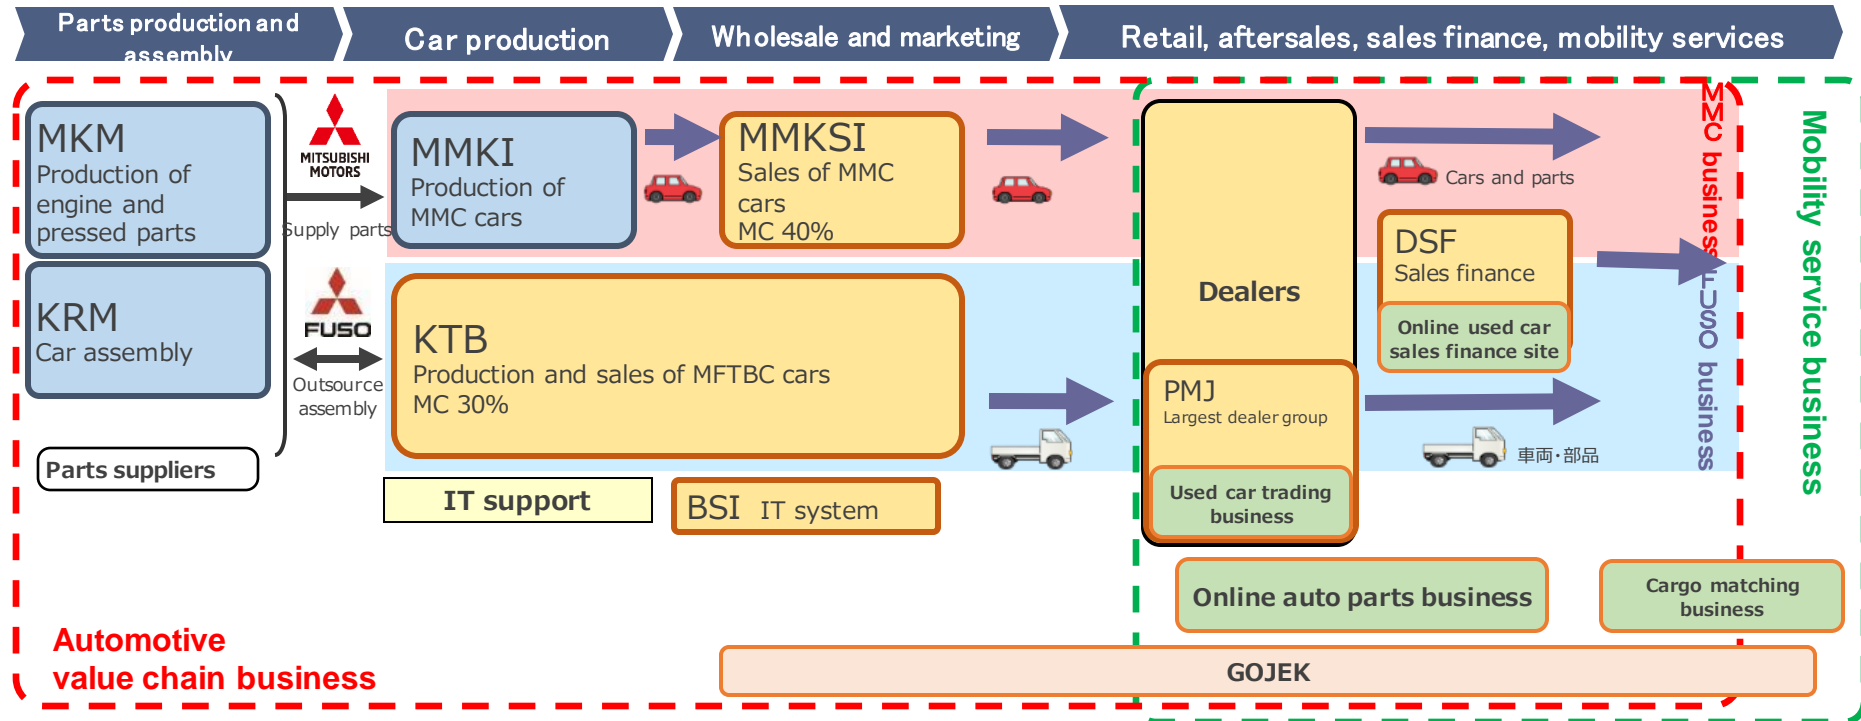 Parts production and
assembly
Car production
Wholesale and marketing
Retail, aftersales, sales finance, mobility services
MKM
Production of
engine and
pressed parts
KRM
Car assembly
Parts suppliers
MITSUBISHI
MOTORS
Supply parts
FUSO
Outsource
assembly
MMKI
Production of
MMC cars
MMKSI
Sales of MMC
cars
MC 40%
KTB
Production and sales of MFTBC cars
MC 30%
IT support
BSI IT system
Dealers
PMJ
Largest dealer group
Used car trading
business
Cars and parts
DSF
Sales finance
Online used car
sales finance site
車両・部品
MMC business
FUSO business
Mobility service business
Online auto parts business
Cargo matching
business
GOJEK
Automotive
value chain business